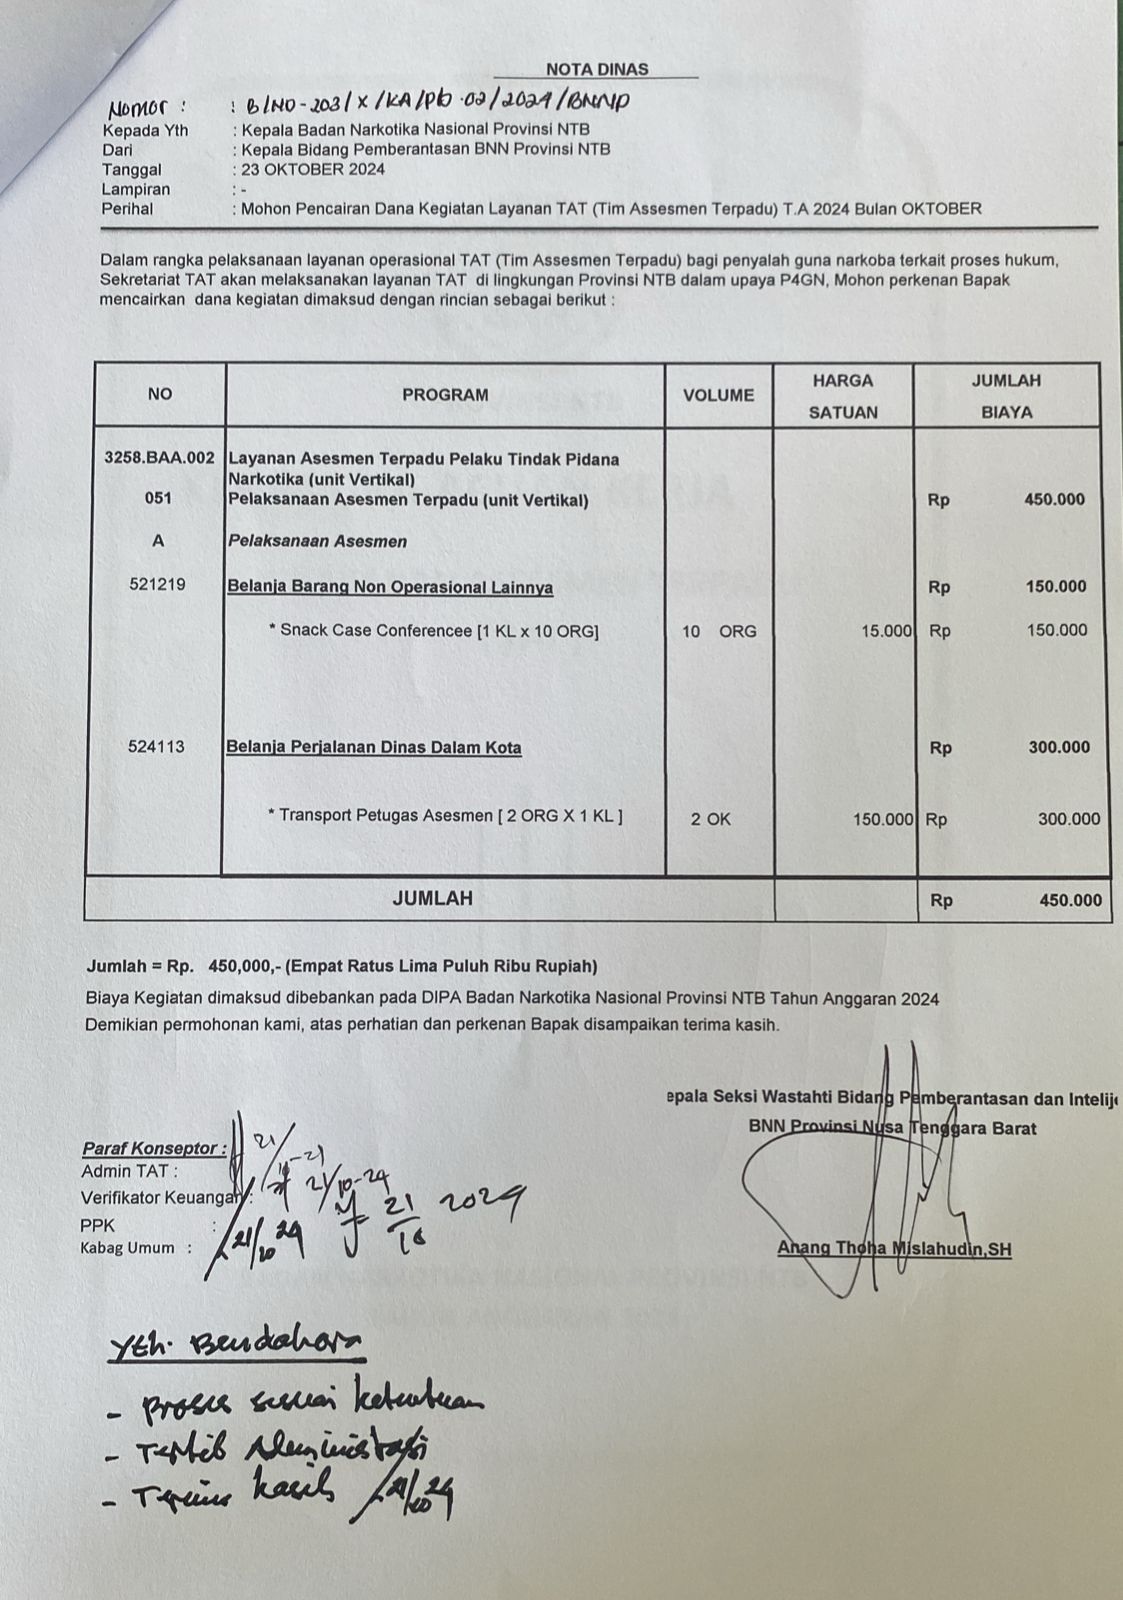 NOTA DINAS
Nomor : : B/ND-203/X/KA/Pb.02/2024/BNNP
Kepada Yth : Kepala Badan Narkotika Nasional Provinsi NTB
Dari : Kepala Bidang Pemberantasan BNN Provinsi NTB
Tanggal : 23 OKTOBER 2024
Lampiran : -
Perihal : Mohon Pencairan Dana Kegiatan Layanan TAT (Tim Assesmen Terpadu) T.A 2024 Bulan OKTOBER
Dalam rangka pelaksanaan layanan operasional TAT (Tim Assesmen Terpadu) bagi penyalah guna narkoba terkait proses hukum,
Sekretariat TAT akan melaksanakan layanan TAT di lingkungan Provinsi NTB dalam upaya P4GN, Mohon perkenan Bapak
mencairkan dana kegiatan dimaksud dengan rincian sebagai berikut :
NO PROGRAM VOLUME HARGA SATUAN JUMLAH BIAYA
3258.BAA.002 Layanan Asesmen Terpadu Pelaku Tindak Pidana
Narkotika (unit Vertikal)
051 Pelaksanaan Asesmen Terpadu (unit Vertikal) Rp 450.000
A Pelaksanaan Asesmen
521219 Belanja Barang Non Operasional Lainnya Rp 150.000
* Snack Case Conferencee [1 KL x 10 ORG] 10 ORG 15.000 Rp 150.000
524113 Belanja Perjalanan Dinas Dalam Kota Rp 300.000
* Transport Petugas Asesmen [ 2 ORG X 1 KL ] 2 OK 150.000 Rp 300.000
JUMLAH Rp 450.000
Jumlah = Rp. 450,000,- (Empat Ratus Lima Puluh Ribu Rupiah)
Biaya Kegiatan dimaksud dibebankan pada DIPA Badan Narkotika Nasional Provinsi NTB Tahun Anggaran 2024
Demikian permohonan kami, atas perhatian dan perkenan Bapak disampaikan terima kasih.
epala Seksi Wastahti Bidang Pemberantasan dan Intelije
BNN Provinsi Nusa Tenggara Barat
Paraf Konseptor : 21/
Admin TAT :
Verifikator Keuangan : 21/10-24
PPK : 21/10 2024
Kabag Umum : 21/10 24
Anang Thoha Mislahudin,SH
Yth. Bendahara
- Proses sesuai ketentuan
- Tertib Administrasi
- Terima kasih 21/10 24